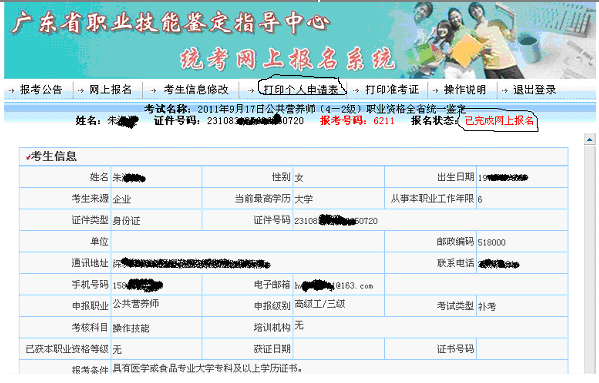 广东省职业技能鉴定指导中心
统考网上报名系统
报考公告 网上报名 考生信息修改 打印个人申请表 打印准考证 操作说明 退出登录
考试名称：2011年9月17日公共营养师（4－2级）职业资格全省统一鉴定
姓名：朱 证件号码：23108 0720 报考号码：6211 报名状态：已完成网上报名
考生信息
姓名 朱 性别 女 出生日期 19
考生来源 企业 当前最高学历 大学 从事本职业工作年限 6
证件类型 身份证 证件号码 23108 50720
单位 邮政编码 518000
通讯地址 深 联系电话
手机号码 158 电子邮箱 h @163.com
申报职业 公共营养师 申报级别 高级工/三级 考试类型 补考
考核科目 操作技能 培训机构 无
已获本职业资格等级 无 获证日期 证书号码
报考条件 具有医学或食品专业大学专科及以上学历证书。